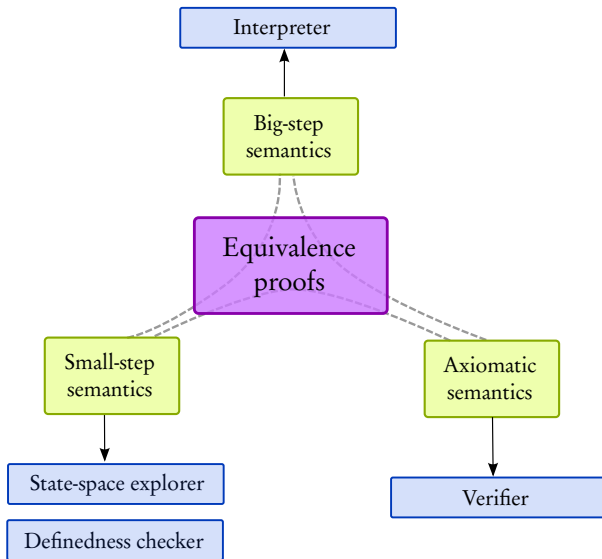 Interpreter
Big-step
semantics
Equivalence
proofs
Small-step
semantics
Axiomatic
semantics
State-space explorer
Verifier
Definedness checker